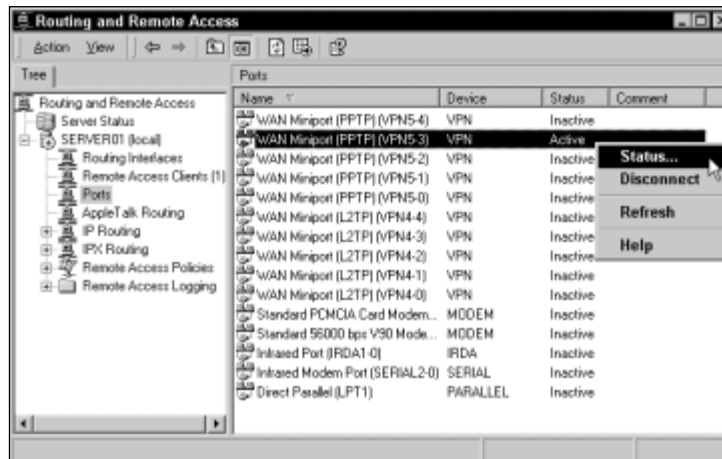 Routing and Remote Access
Action View
Tree
Ports
Routing and Remote Access
Server Status
SERVER01 (local)
Routing Interfaces
Remote Access Clients (1)
Ports
AppleTalk Routing
IP Routing
IPX Routing
Remote Access Policies
Remote Access Logging
Name Device Status Comment
WAN Miniport (PPTP) (VPN5-4) VPN Inactive
WAN Miniport (PPTP) (VPN5-3) VPN Active
WAN Miniport (PPTP) (VPN5-2) VPN Inactive
WAN Miniport (PPTP) (VPN5-1) VPN Inactive
WAN Miniport (PPTP) (VPN5-0) VPN Inactive
WAN Miniport (L2TP) (VPN4-4) VPN Inactive
WAN Miniport (L2TP) (VPN4-3) VPN Inactive
WAN Miniport (L2TP) (VPN4-2) VPN Inactive
WAN Miniport (L2TP) (VPN4-1) VPN Inactive
WAN Miniport (L2TP) (VPN4-0) VPN Inactive
Standard PCMCIA Card Modem... MODEM Inactive
Standard 56000 bps V90 Mode... MODEM Inactive
Infrared Port (IRDA1-0) IRDA Inactive
Infrared Modem Port (SERIAL2-0) SERIAL Inactive
Direct Parallel (LPT1) PARALLEL Inactive
Status...
Disconnect
Refresh
Help